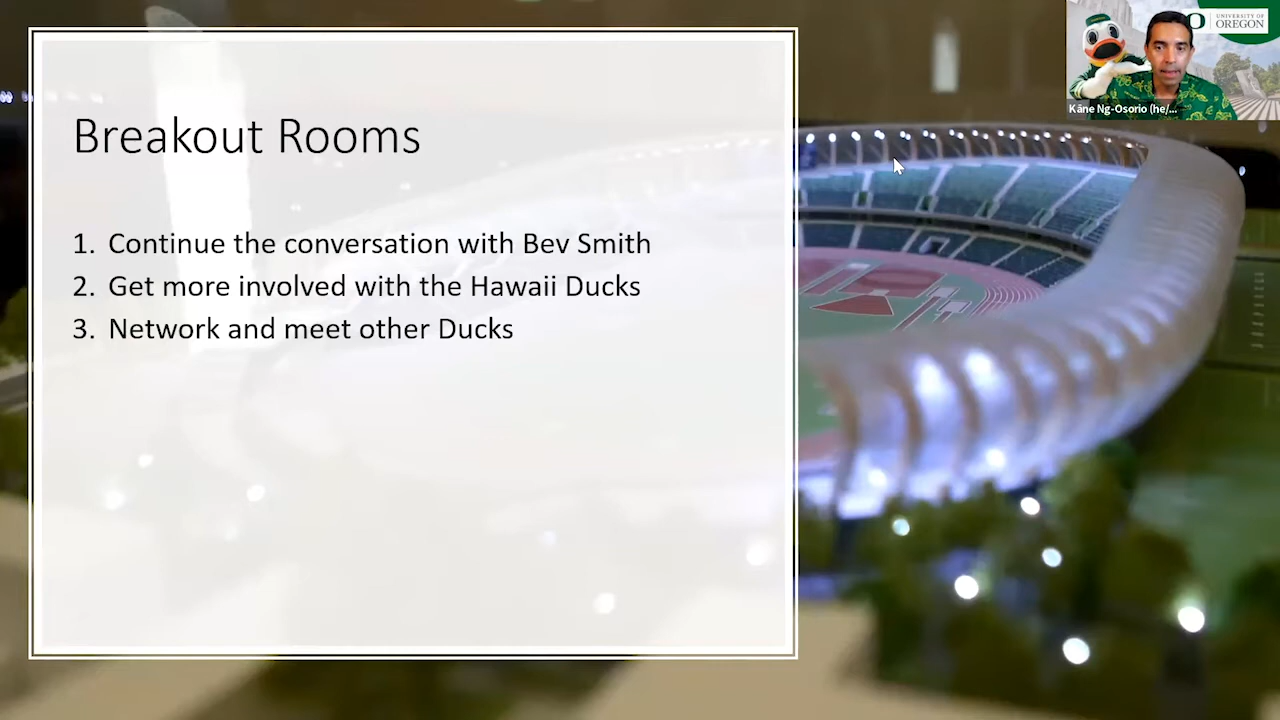 UNIVERSITY OF
OREGON
O
Kāne Ng-Osorio (he/...
Breakout Rooms
1. Continue the conversation with Bev Smith
2. Get more involved with the Hawaii Ducks
3. Network and meet other Ducks